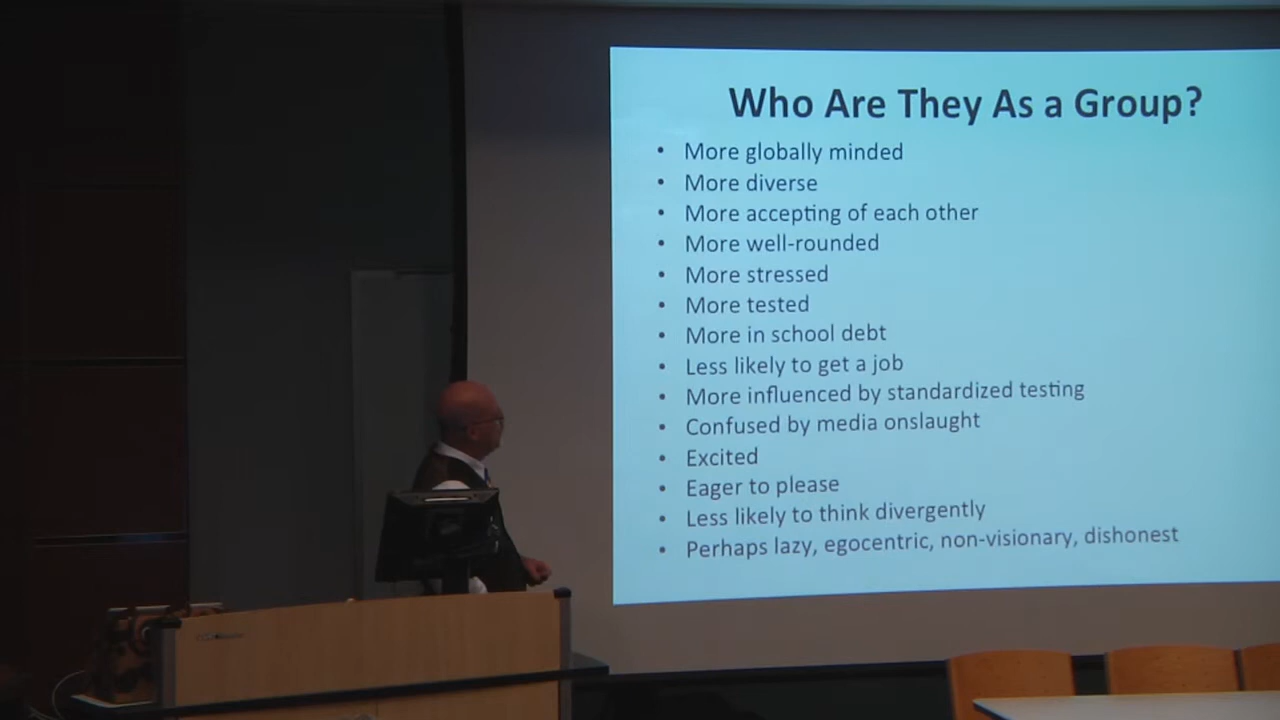 Who Are They As a Group?
• More globally minded
• More diverse
• More accepting of each other
• More well-rounded
• More stressed
• More tested
• More in school debt
• Less likely to get a job
• More influenced by standardized testing
• Confused by media onslaught
• Excited
• Eager to please
• Less likely to think divergently
• Perhaps lazy, egocentric, non-visionary, dishonest